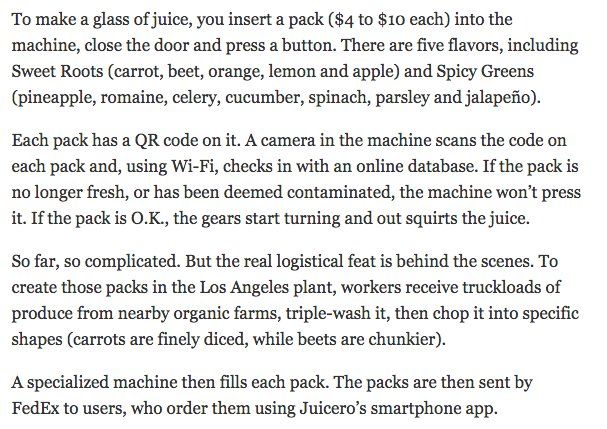 To make a glass of juice, you insert a pack ($4 to $10 each) into the
machine, close the door and press a button. There are five flavors, including
Sweet Roots (carrot, beet, orange, lemon and apple) and Spicy Greens
(pineapple, romaine, celery, cucumber, spinach, parsley and jalapeño).
Each pack has a QR code on it. A camera in the machine scans the code on
each pack and, using Wi-Fi, checks in with an online database. If the pack is
no longer fresh, or has been deemed contaminated, the machine won’t press
it. If the pack is O.K., the gears start turning and out squirts the juice.
So far, so complicated. But the real logistical feat is behind the scenes. To
create those packs in the Los Angeles plant, workers receive truckloads of
produce from nearby organic farms, triple-wash it, then chop it into specific
shapes (carrots are finely diced, while beets are chunkier).
A specialized machine then fills each pack. The packs are then sent by
FedEx to users, who order them using Juicero’s smartphone app.